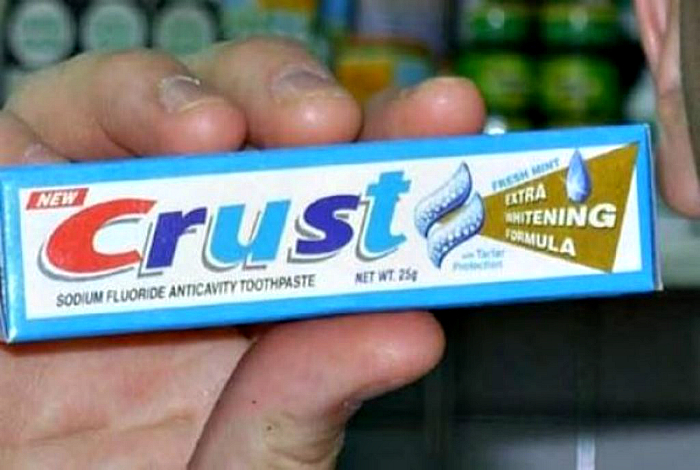 NEW
Crust
SODIUM FLUORIDE ANTICAVITY TOOTHPASTE
NET WT. 25g
FRESH MINT
EXTRA
WHITENING
FORMULA
with Tartar
Protection